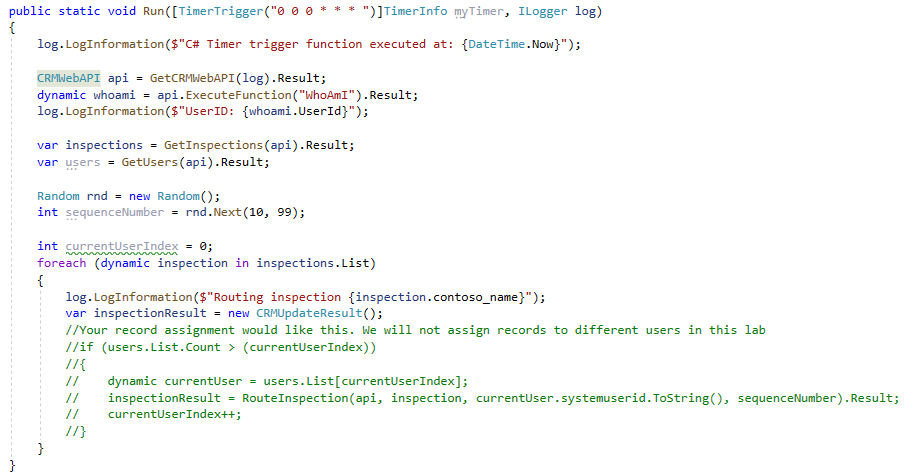 public static void Run([TimerTrigger("0 0 0 * * * ")]TimerInfo myTimer, ILogger log)
{
log.LogInformation($"C# Timer trigger function executed at: {DateTime.Now}");
CRMWebAPI api = GetCRMWebAPI(log).Result;
dynamic whoami = api.ExecuteFunction("WhoAmI").Result;
log.LogInformation($"UserID: {whoami.UserId}");
var inspections = GetInspections(api).Result;
var users = GetUsers(api).Result;
Random rnd = new Random();
int sequenceNumber = rnd.Next(10, 99);
int currentUserIndex = 0;
foreach (dynamic inspection in inspections.List)
{
log.LogInformation($"Routing inspection {inspection.contoso_name}");
var inspectionResult = new CRMUpdateResult();
//Your record assignment would like this. We will not assign records to different users in this lab
//if (users.List.Count > (currentUserIndex))
//{
//    dynamic currentUser = users.List[currentUserIndex];
//    inspectionResult = RouteInspection(api, inspection, currentUser.systemuserid.ToString(), sequenceNumber).Result;
//    currentUserIndex++;
//}
}
}